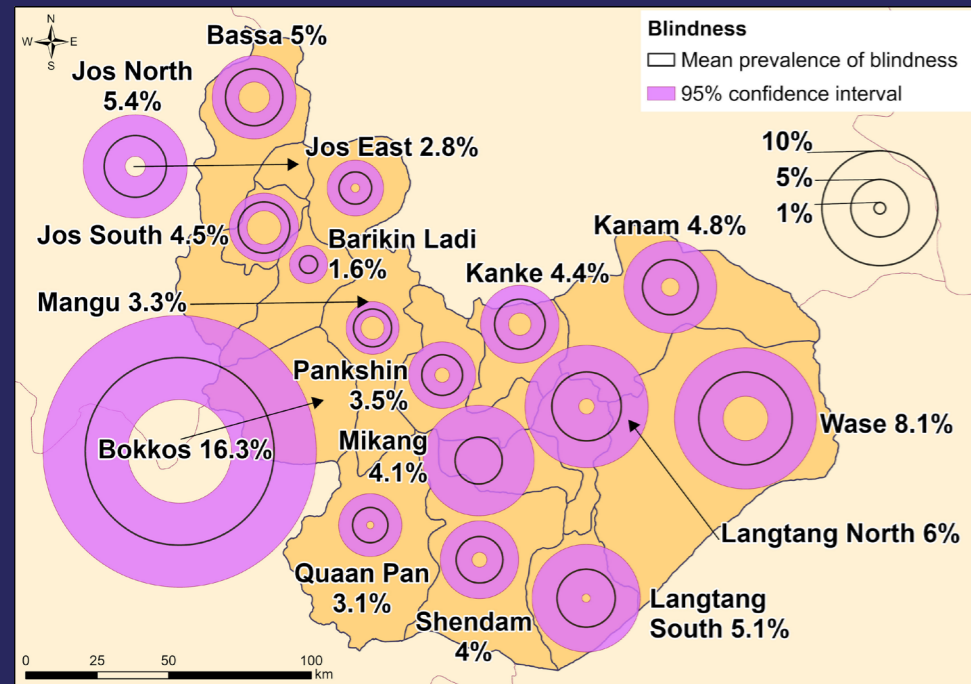 N
W E
S
Bassa 5%
Jos North
5.4%
Jos East 2.8%
Jos South 4.5%
Barikin Ladi
1.6%
Mangu 3.3%
Kanke 4.4%
Kanam 4.8%
Pankshin
3.5%
Bokkos 16.3%
Mikang
4.1%
Wase 8.1%
Langtang North 6%
Quaan Pan
3.1%
Shendam
4%
Langtang
South 5.1%
Blindness
Mean prevalence of blindness
95% confidence interval
10%
5%
1%
0 25 50 100
km